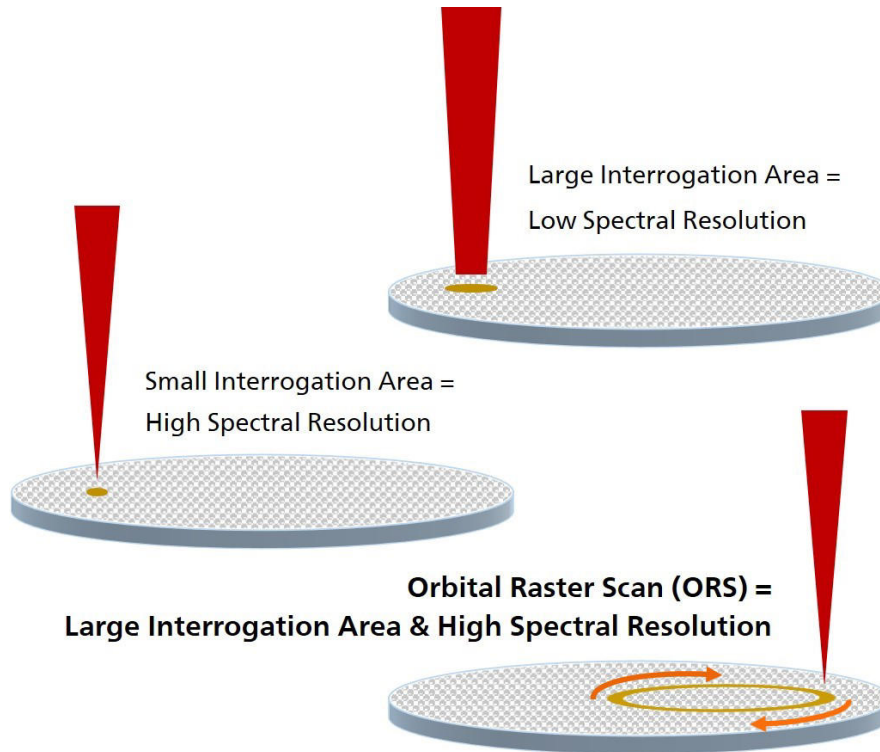 Large Interrogation Area =
Low Spectral Resolution
Small Interrogation Area =
High Spectral Resolution
Orbital Raster Scan (ORS) =
Large Interrogation Area & High Spectral Resolution